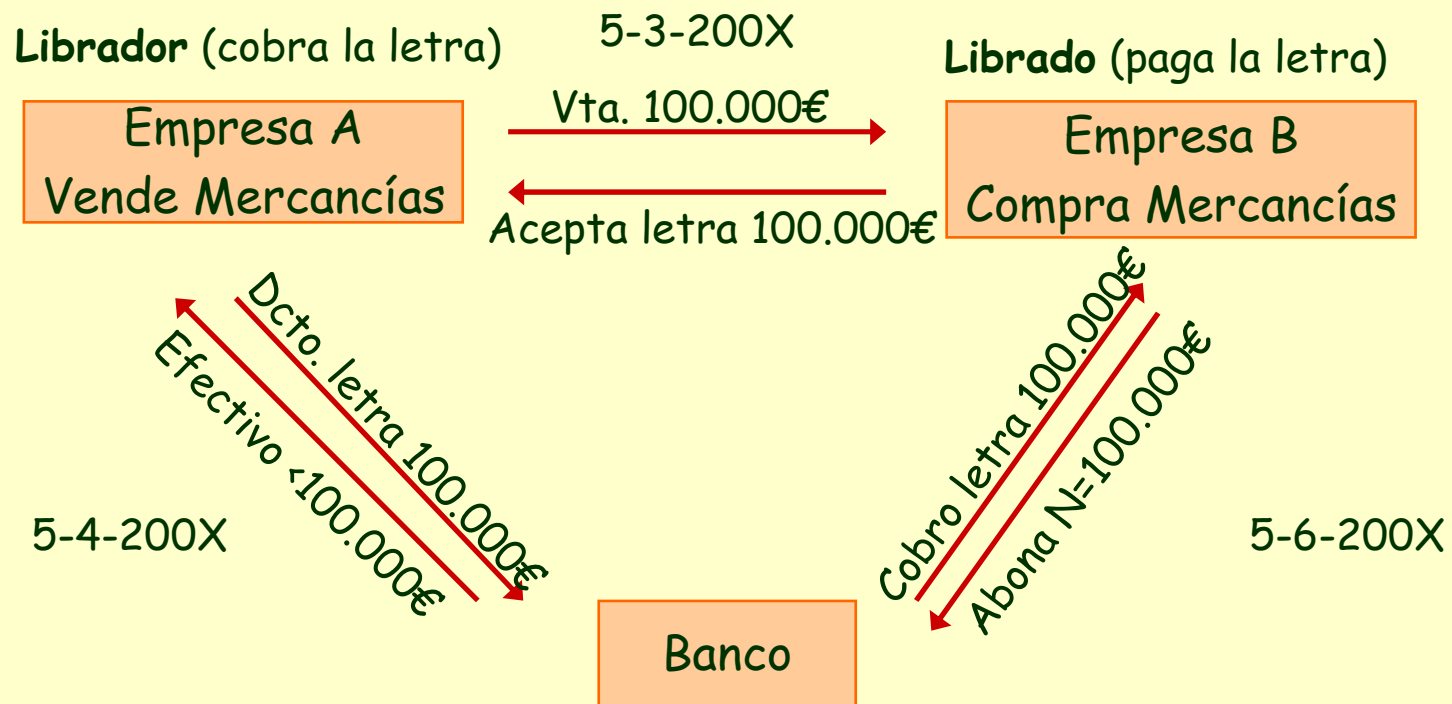 Librador (cobra la letra)
5-3-200X
Librado (paga la letra)
Empresa A
Vende Mercancías
Vta. 100.000€
Acepta letra 100.000€
Empresa B
Compra Mercancías
Dcto. letra 100.000€
Efectivo <100.000€
Cobro letra 100.000€
Abona N=100.000€
5-4-200X
5-6-200X
Banco